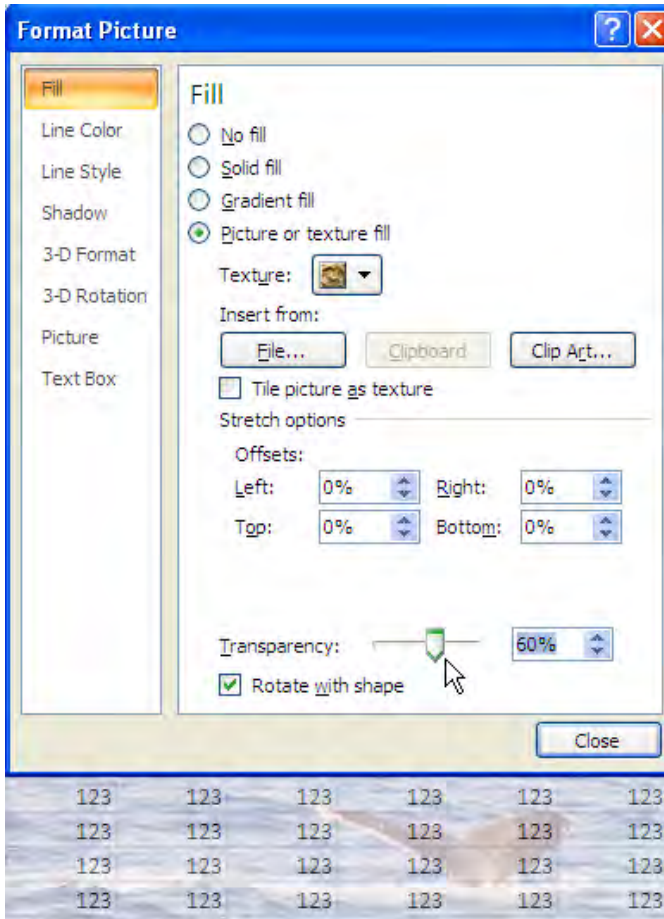 Format Picture
Fill
Line Color
Line Style
Shadow
3-D Format
3-D Rotation
Picture
Text Box
Fill
No fill
Solid fill
Gradient fill
Picture or texture fill
Texture:
Insert from:
File... Clipboard Clip Art...
Tile picture as texture
Stretch options
Offsets:
Left: 0% Right: 0%
Top: 0% Bottom: 0%
Transparency: 60%
Rotate with shape
Close
123 123 123 123 123 123
123 123 123 123 123 123
123 123 123 123 123 123
123 123 123 123 123 123